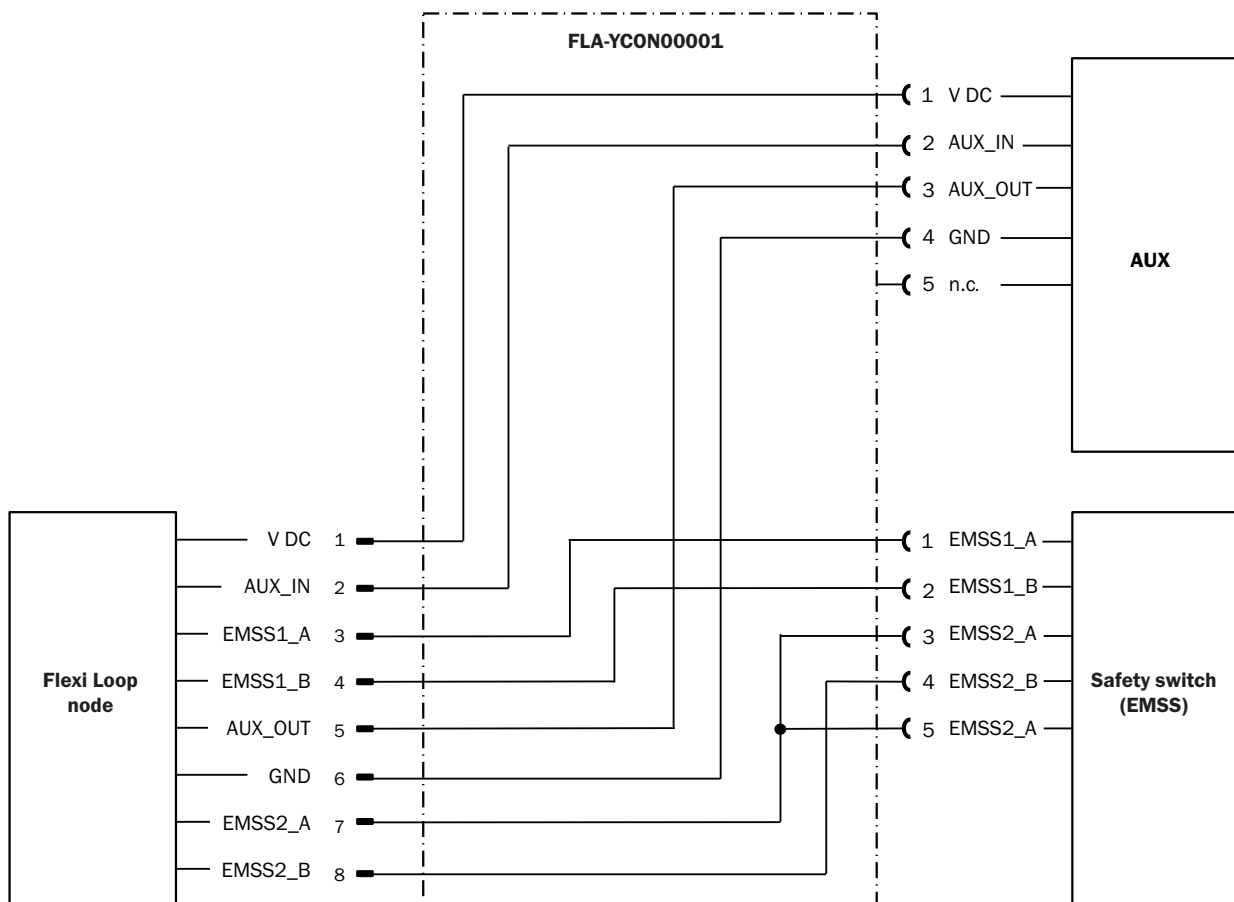 FLA-YCON00001
1 V DC
2 AUX_IN
3 AUX_OUT
4 GND
5 n.c.
AUX
V DC 1
AUX_IN 2
EMSS1_A 3
EMSS1_B 4
AUX_OUT 5
GND 6
EMSS2_A 7
EMSS2_B 8
Flexi Loop
node
1 EMSS1_A
2 EMSS1_B
3 EMSS2_A
4 EMSS2_B
5 EMSS2_A
Safety switch
(EMSS)